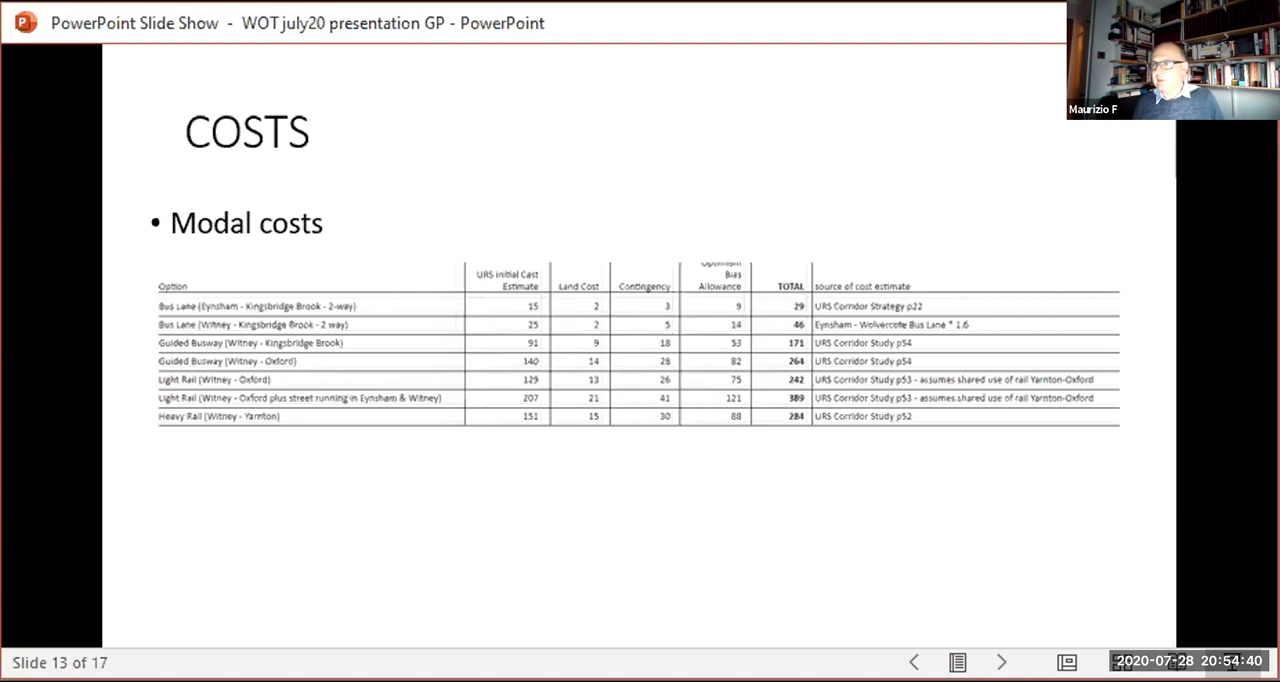 PowerPoint Slide Show - WOT july20 presentation GP - PowerPoint
Maurizio F
COSTS
• Modal costs
Option URS Initial Cost Estimate Land Cost Contingency Optimism Bias Allowance TOTAL source of cost estimate
Bus Lane (Eynsham - Kingsbridge Brook - 2-way) 15 2 3 9 29 URS Corridor Strategy p22
Bus Lane (Witney - Kingsbridge Brook - 2 way) 25 2 5 14 46 Eynsham - Wolvercote Bus Lane * 1.6
Guided Busway (Witney - Kingsbridge Brook) 91 9 18 53 171 URS Corridor Study p54
Guided Busway (Witney - Oxford) 140 14 28 82 264 URS Corridor Study p54
Light Rail (Witney - Oxford) 129 13 26 75 242 URS Corridor Study p53 - assumes shared use of rail Yarnton-Oxford
Light Rail (Witney - Oxford plus street running in Eynsham & Witney) 207 21 41 121 389 URS Corridor Study p53 - assumes shared use of rail Yarnton-Oxford
Heavy Rail (Witney - Yarnton) 151 15 30 88 284 URS Corridor Study p52
Slide 13 of 17
2020-07-28 20:54:40